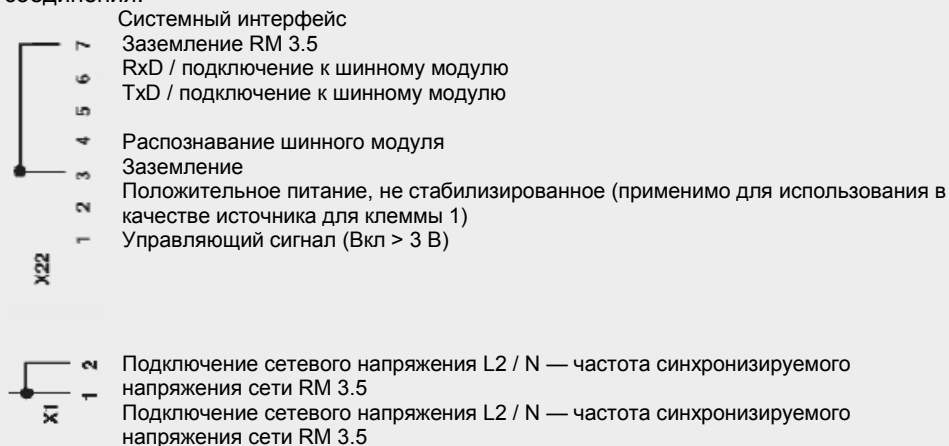 соединения.
Системный интерфейс
7 Заземление RM 3.5
6 RxD / подключение к шинному модулю
5 TxD / подключение к шинному модулю
4 Распознавание шинного модуля
3 Заземление
2 Положительное питание, не стабилизированное (применимо для использования в
качестве источника для клеммы 1)
1 Управляющий сигнал (Вкл > 3 В)
X22
2 Подключение сетевого напряжения L2 / N — частота синхронизируемого
напряжения сети RM 3.5
1 Подключение сетевого напряжения L2 / N — частота синхронизируемого
напряжения сети RM 3.5
X1